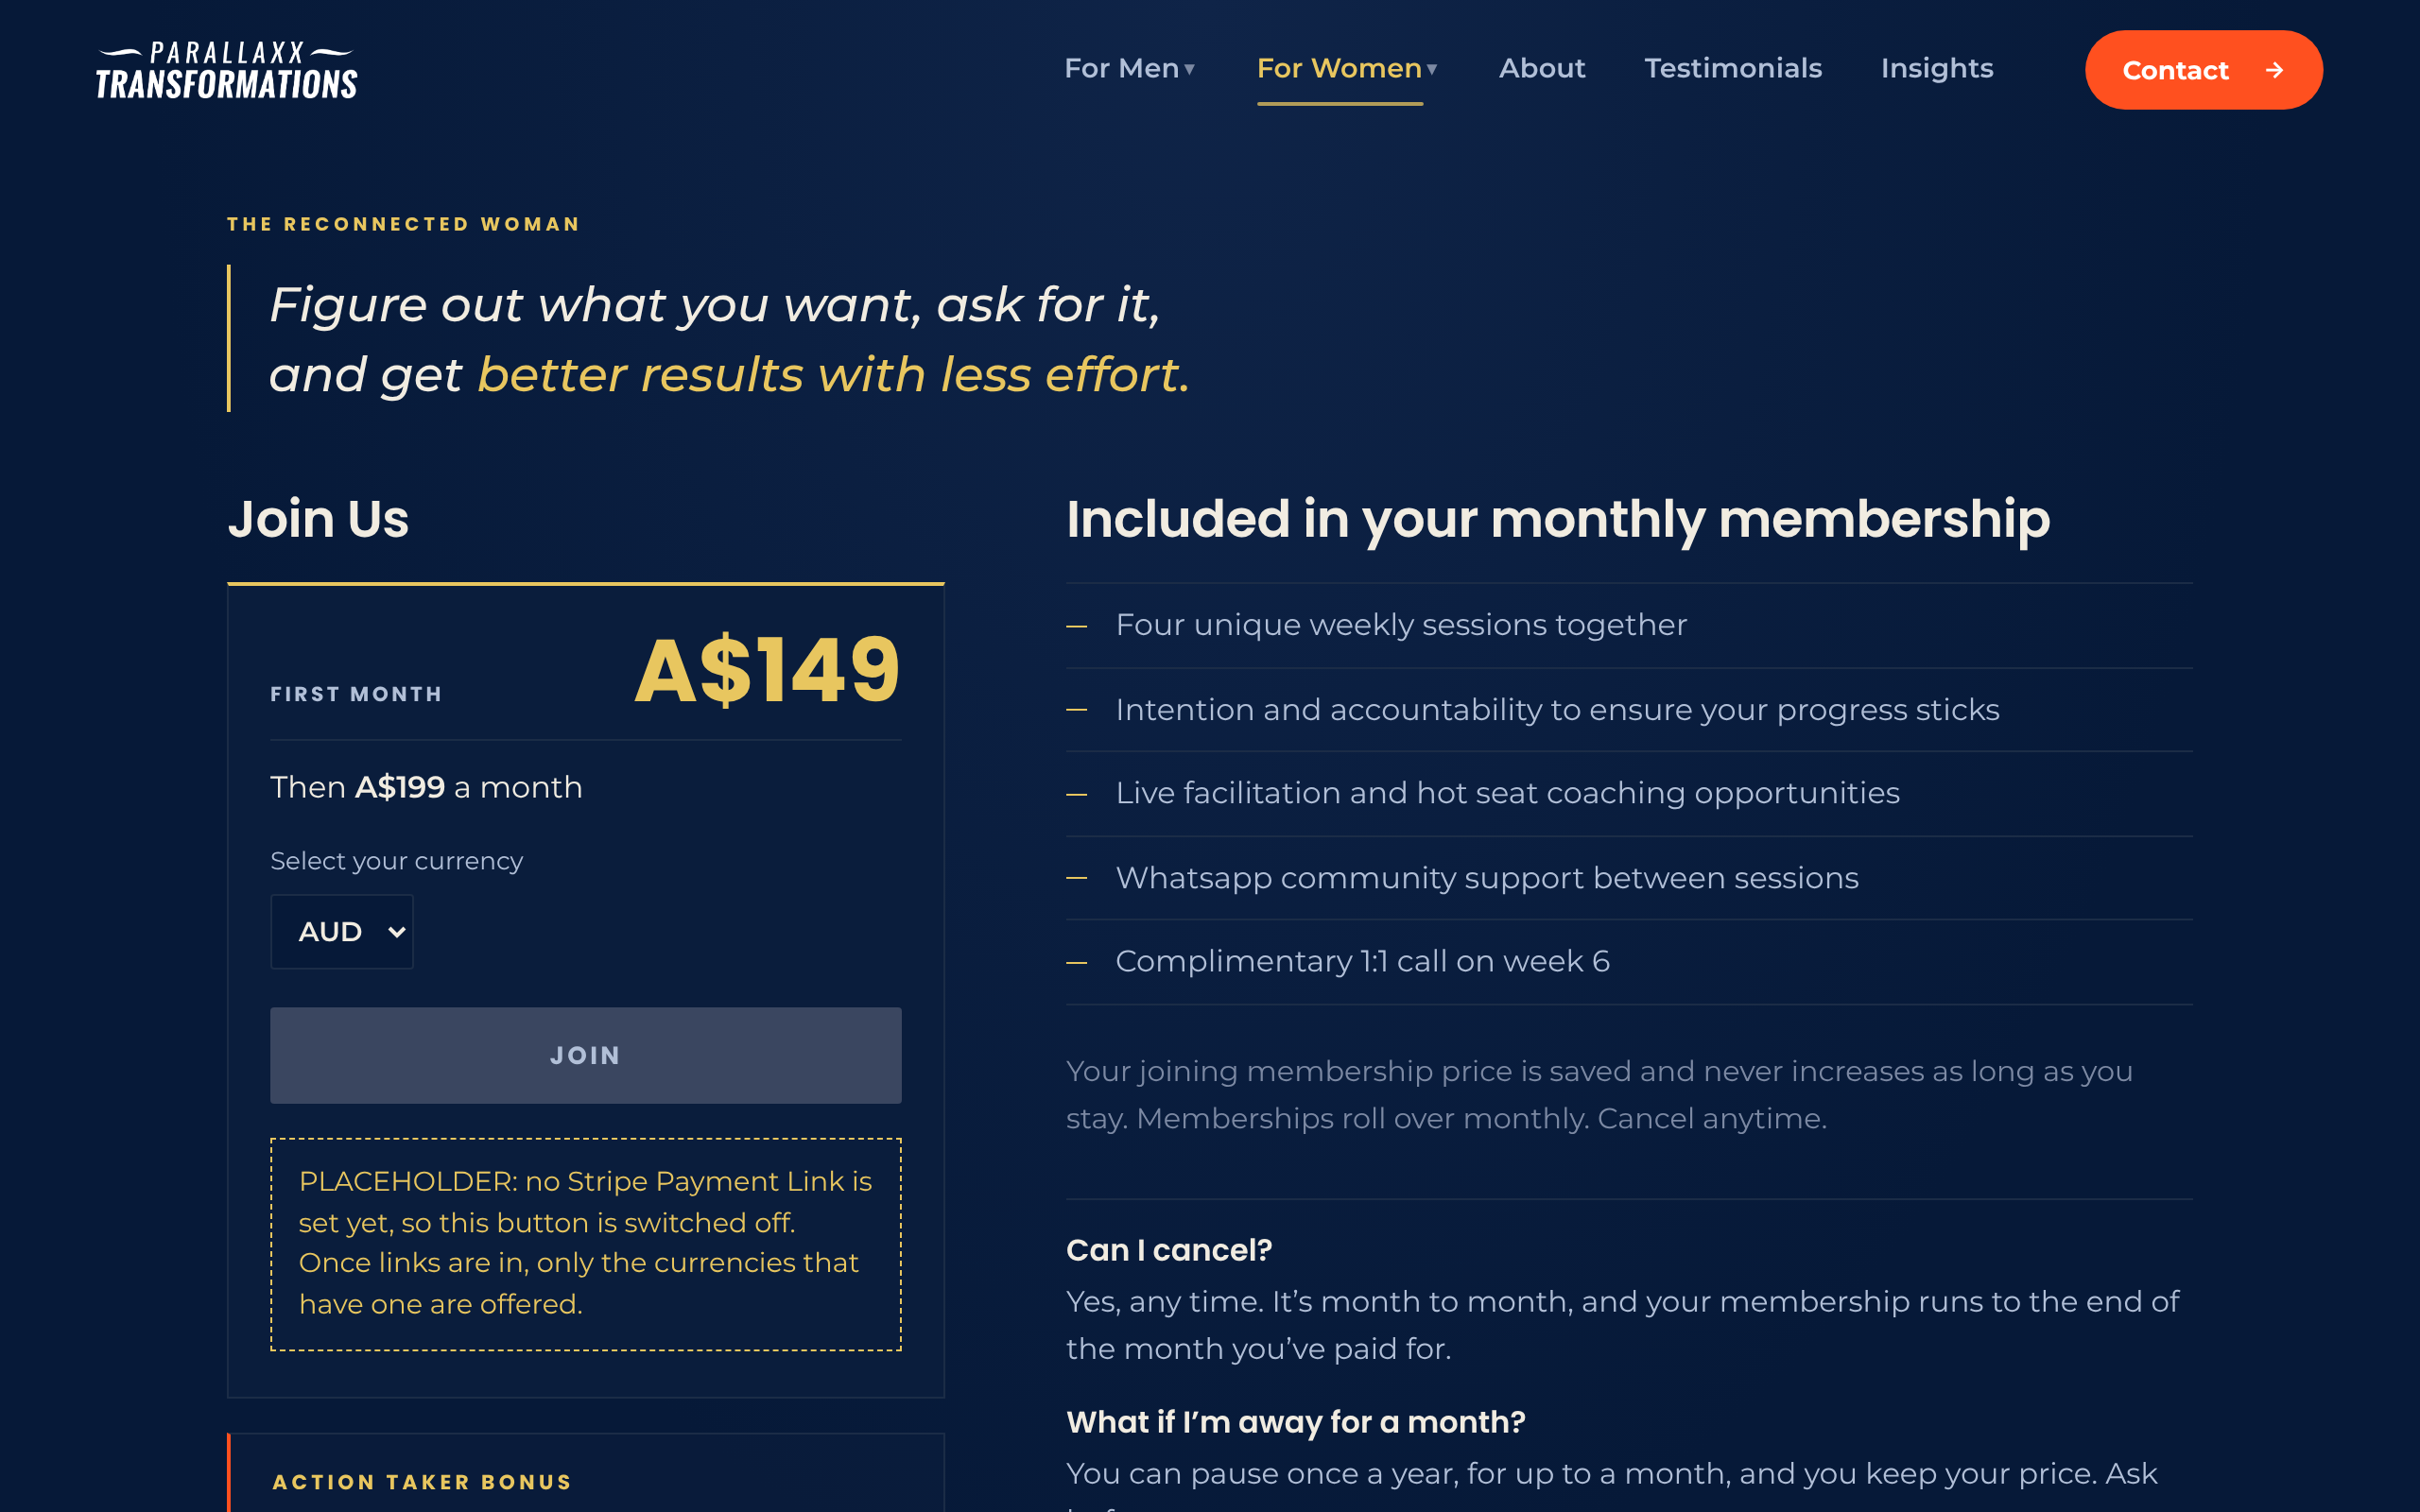 PARALLAXX
TRANSFORMATIONS
For Men ▾
For Women ▾
About
Testimonials
Insights
Contact →
THE RECONNECTED WOMAN
Figure out what you want, ask for it,
and get better results with less effort.
Join Us
FIRST MONTH
A$149
Then A$199 a month
Select your currency
AUD
JOIN
PLACEHOLDER: no Stripe Payment Link is
set yet, so this button is switched off.
Once links are in, only the currencies that
have one are offered.
ACTION TAKER BONUS
Included in your monthly membership
— Four unique weekly sessions together
— Intention and accountability to ensure your progress sticks
— Live facilitation and hot seat coaching opportunities
— Whatsapp community support between sessions
— Complimentary 1:1 call on week 6
Your joining membership price is saved and never increases as long as you
stay. Memberships roll over monthly. Cancel anytime.
Can I cancel?
Yes, any time. It’s month to month, and your membership runs to the end of
the month you’ve paid for.
What if I’m away for a month?
You can pause once a year, for up to a month, and you keep your price. Ask